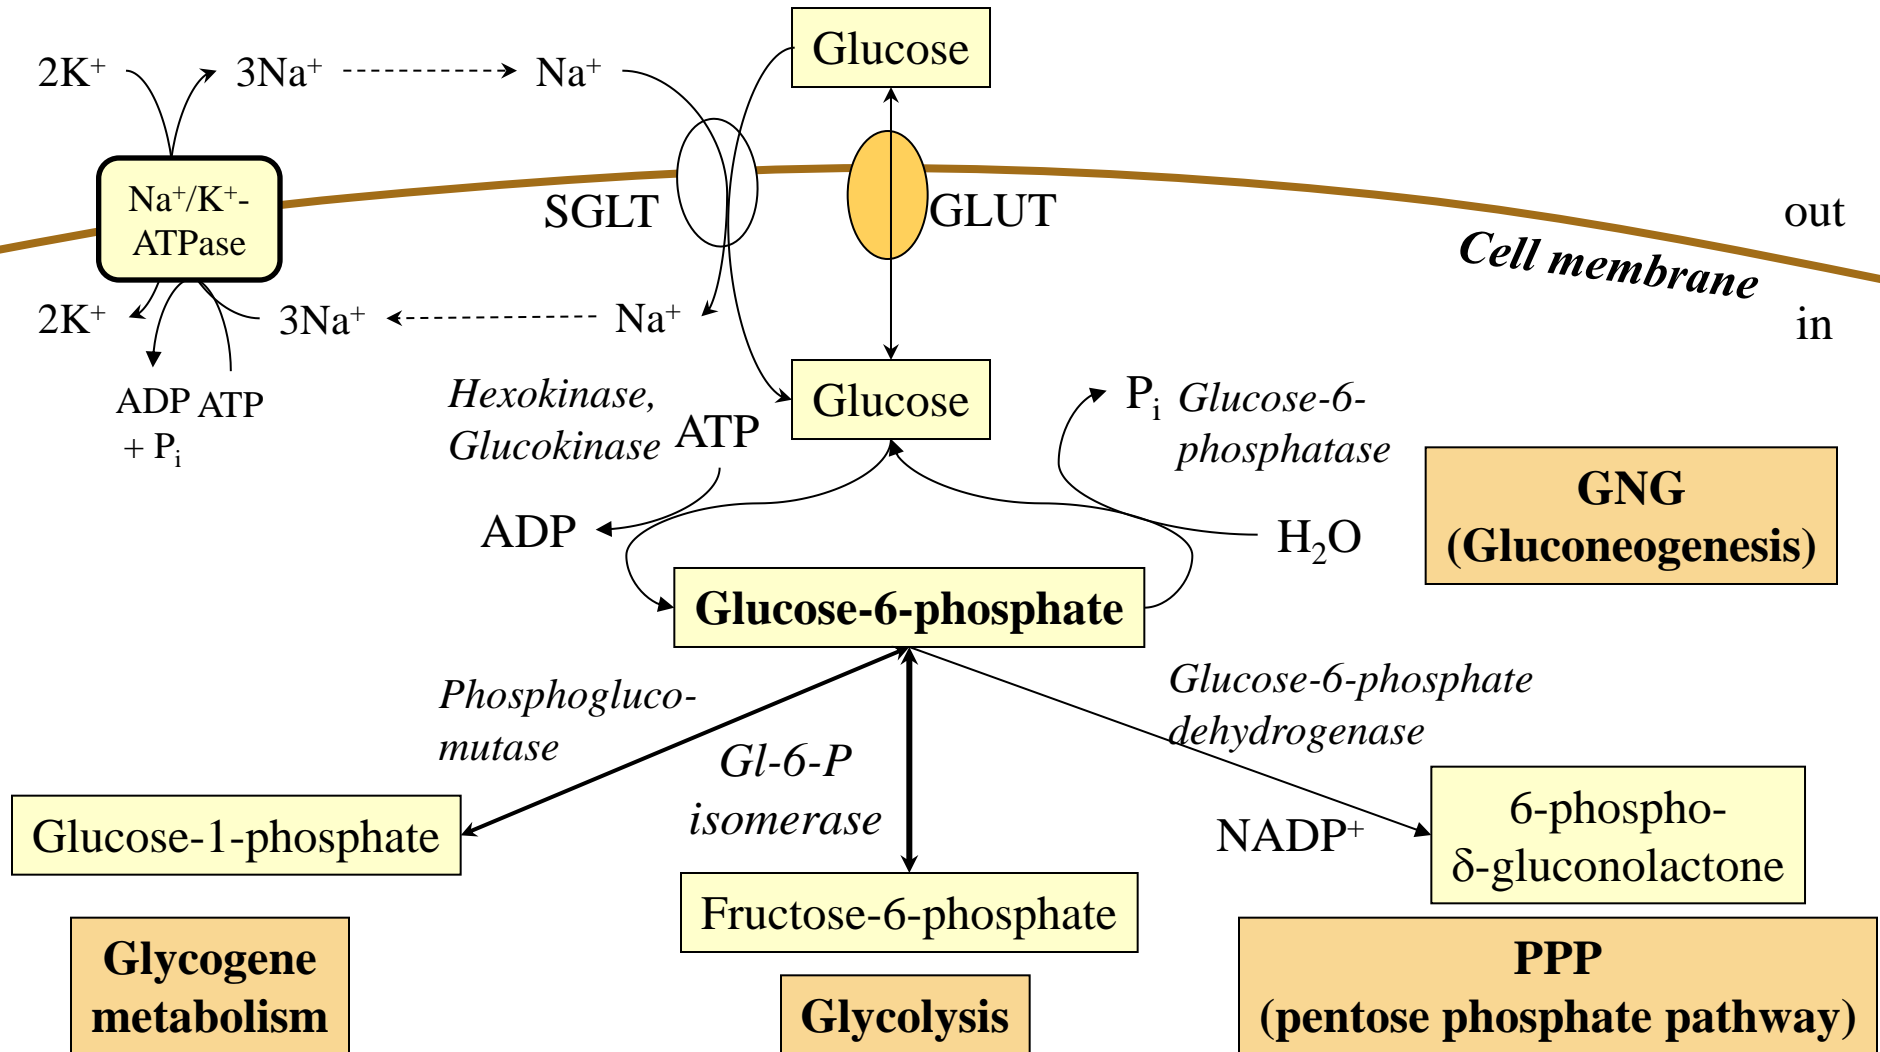 Glucose
2K⁺
3Na⁺
Na⁺
Na⁺/K⁺-
ATPase
SGLT
GLUT
out
Cell membrane
in
2K⁺
3Na⁺
Na⁺
ADP
+ Pᵢ
ATP
Hexokinase,
Glucokinase
ATP
ADP
Glucose
Pᵢ
Glucose-6-
phosphatase
H₂O
GNG
(Gluconeogenesis)
Glucose-6-phosphate
Phosphogluco-
mutase
Gl-6-P
isomerase
Glucose-6-phosphate
dehydrogenase
NADP⁺
Glucose-1-phosphate
Fructose-6-phosphate
6-phospho-
δ-gluconolactone
Glycogene
metabolism
Glycolysis
PPP
(pentose phosphate pathway)